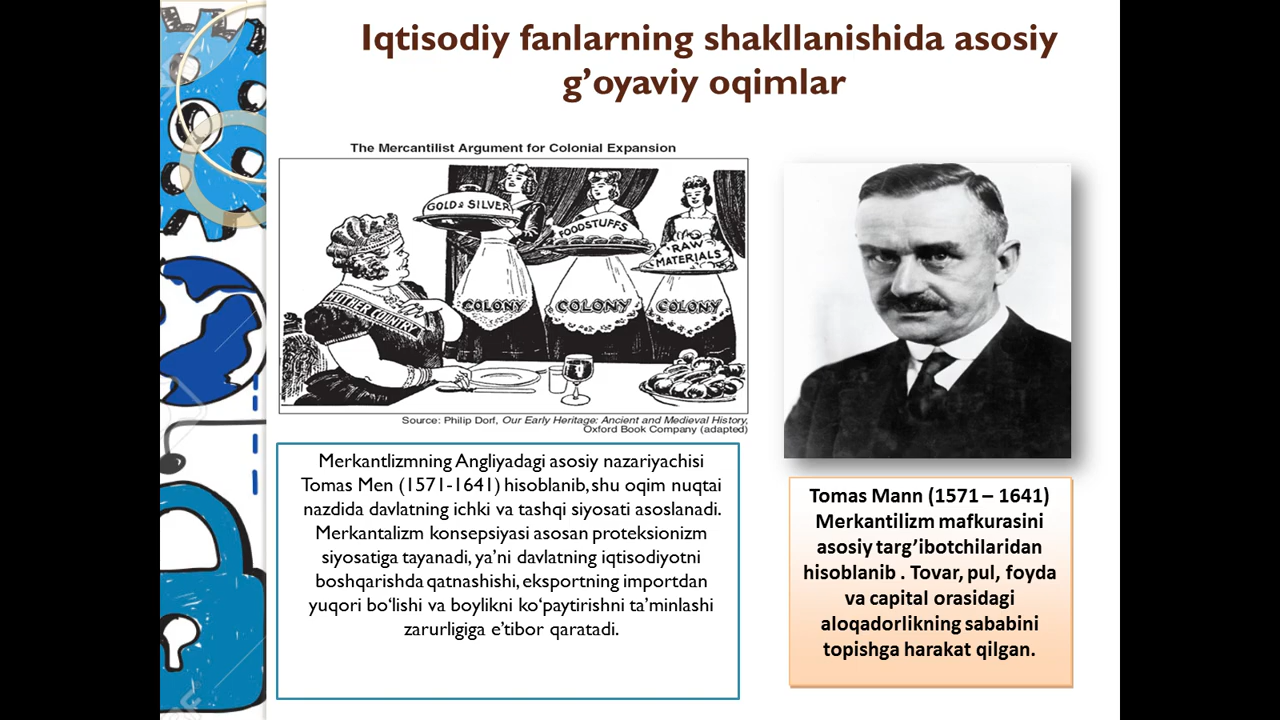 Iqtisodiy fanlarning shakllanishida asosiy
g’oyaviy oqimlar
The Mercantilist Argument for Colonial Expansion
GOLD & SILVER
FOODSTUFFS
RAW
MATERIALS
MOTHER COUNTRY
COLONY
COLONY
COLONY
Source: Philip Dorf, Our Early Heritage: Ancient and Medieval History,
Oxford Book Company (adapted)
Merkantlizmning Angliyadagi asosiy nazariyachisi
Tomas Men (1571-1641) hisoblanib, shu oqim nuqtai
nazdida davlatning ichki va tashqi siyosati asoslanadi.
Merkantalizm konsepsiyasi asosan proteksionizm
siyosatiga tayanadi, ya’ni davlatning iqtisodiyotni
boshqarishda qatnashishi, eksportning importdan
yuqori bo‘lishi va boylikni ko‘paytirishni ta’minlashi
zarurligiga e’tibor qaratadi.
Tomas Mann (1571 – 1641)
Merkantilizm mafkurasini
asosiy targ’ibotchilaridan
hisoblanib . Tovar, pul, foyda
va capital orasidagi
aloqadorlikning sababini
topishga harakat qilgan.